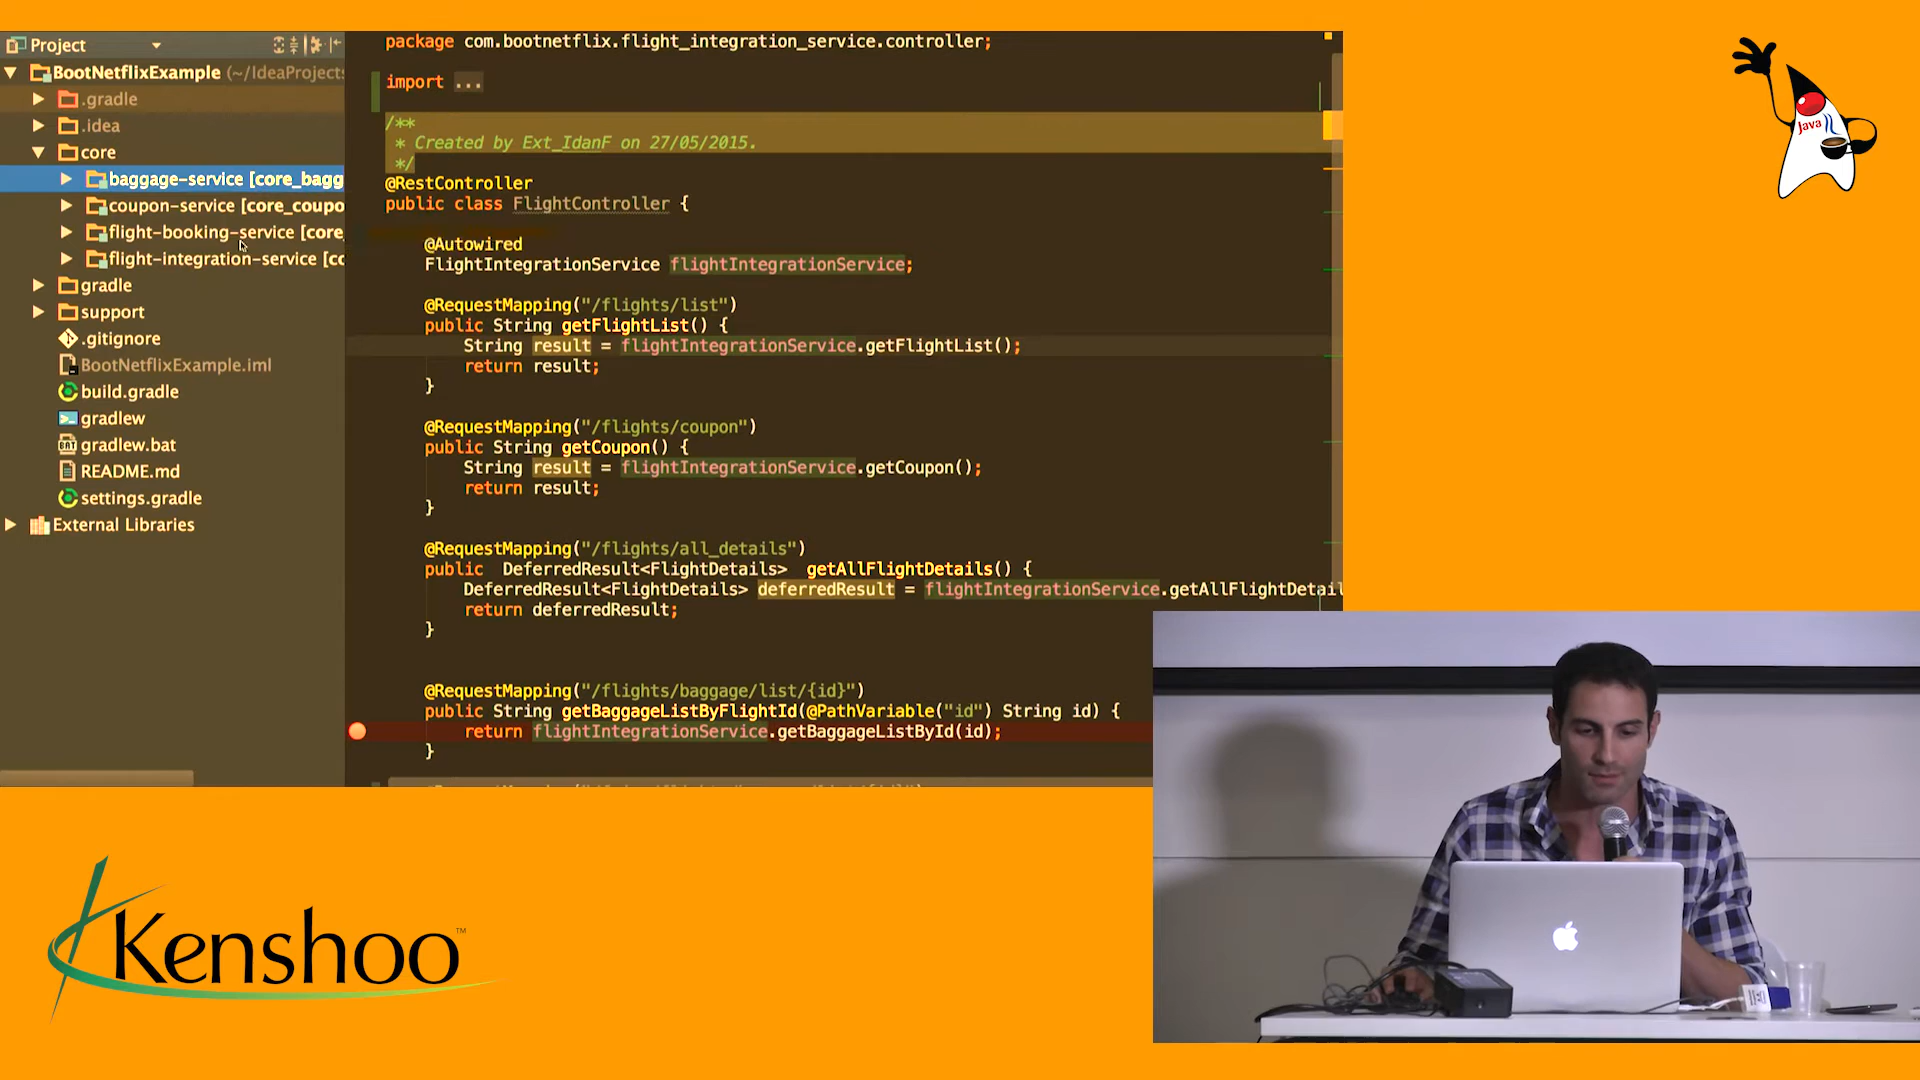 Project
BootNetflixExample (~/IdeaProjects
.gradle
.idea
core
baggage-service [core_bagg
coupon-service [core_coupo
flight-booking-service [core_
flight-integration-service [co
gradle
support
.gitignore
BootNetflixExample.iml
build.gradle
gradlew
gradlew.bat
README.md
settings.gradle
External Libraries
package com.bootnetflix.flight_integration_service.controller;
import ...
/**
* Created by Ext_IdanF on 27/05/2015.
*/
@RestController
public class FlightController {
@Autowired
FlightIntegrationService flightIntegrationService;
@RequestMapping("/flights/list")
public String getFlightList() {
String result = flightIntegrationService.getFlightList();
return result;
}
@RequestMapping("/flights/coupon")
public String getCoupon() {
String result = flightIntegrationService.getCoupon();
return result;
}
@RequestMapping("/flights/all_details")
public DeferredResult<FlightDetails> getAllFlightDetails() {
DeferredResult<FlightDetails> deferredResult = flightIntegrationService.getAllFlightDetail
return deferredResult;
}
@RequestMapping("/flights/baggage/list/{id}")
public String getBaggageListByFlightId(@PathVariable("id") String id) {
return flightIntegrationService.getBaggageListById(id);
}
Java
Kenshoo™